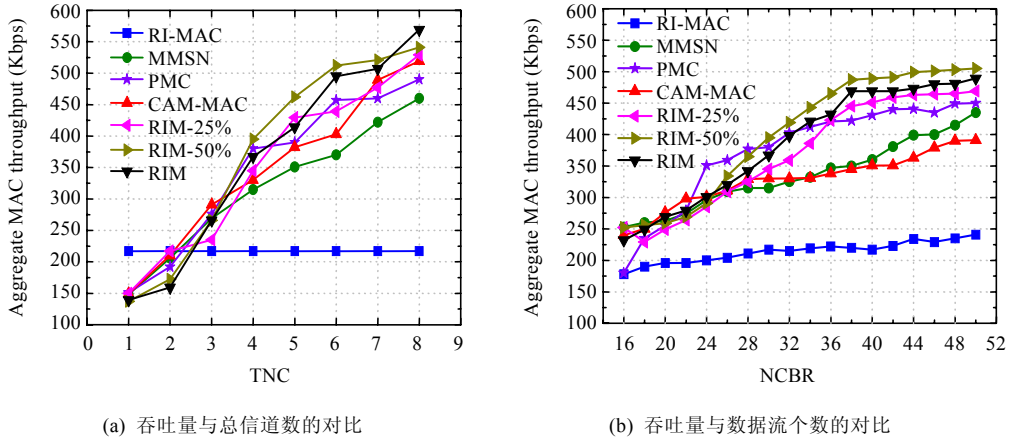 Aggregate MAC throughput (Kbps)
600
550
500
450
400
350
300
250
200
150
100
RI-MAC
MMSN
PMC
CAM-MAC
RIM-25%
RIM-50%
RIM
0 1 2 3 4 5 6 7 8 9
TNC
(a) 吞吐量与总信道数的对比
Aggregate MAC throughput (Kbps)
600
550
500
450
400
350
300
250
200
150
100
RI-MAC
MMSN
PMC
CAM-MAC
RIM-25%
RIM-50%
RIM
16 20 24 28 32 36 40 44 48 52
NCBR
(b) 吞吐量与数据流个数的对比